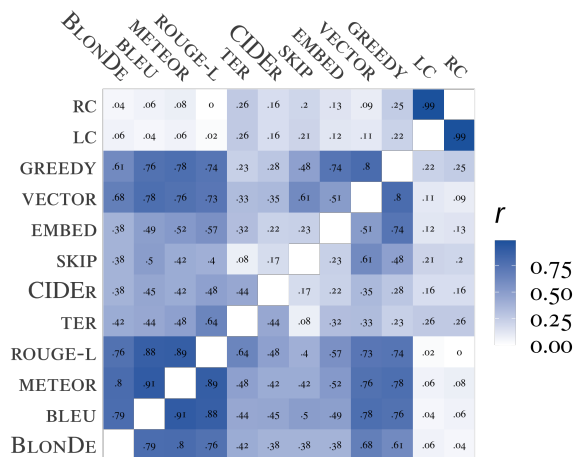 BLONDE BLEU METEOR ROUGE-L TER CIDER SKIP EMBED VECTOR GREEDY LC RC
RC .04 .06 .08 0 .26 .16 .2 .13 .09 .25 .99
LC .06 .04 .06 .02 .26 .16 .21 .12 .11 .22 .99
GREEDY .61 .76 .78 .74 .23 .28 .48 .74 .8 .22 .25
VECTOR .68 .78 .76 .73 .33 .35 .61 .51 .8 .11 .09
EMBED .38 .49 .52 .57 .32 .22 .23 .51 .74 .12 .13
SKIP .38 .5 .42 .4 .08 .17 .23 .61 .48 .21 .2
CIDER .38 .45 .42 .48 .44 .17 .22 .35 .28 .16 .16
TER .42 .44 .48 .64 .44 .08 .32 .33 .23 .26 .26
ROUGE-L .76 .88 .89 .64 .48 .4 .57 .73 .74 .02 0
METEOR .8 .91 .89 .48 .42 .42 .52 .76 .78 .06 .08
BLEU .79 .91 .88 .44 .45 .5 .49 .78 .76 .04 .06
BLONDE .79 .8 .76 .42 .38 .38 .38 .68 .61 .06 .04
r
0.75
0.50
0.25
0.00